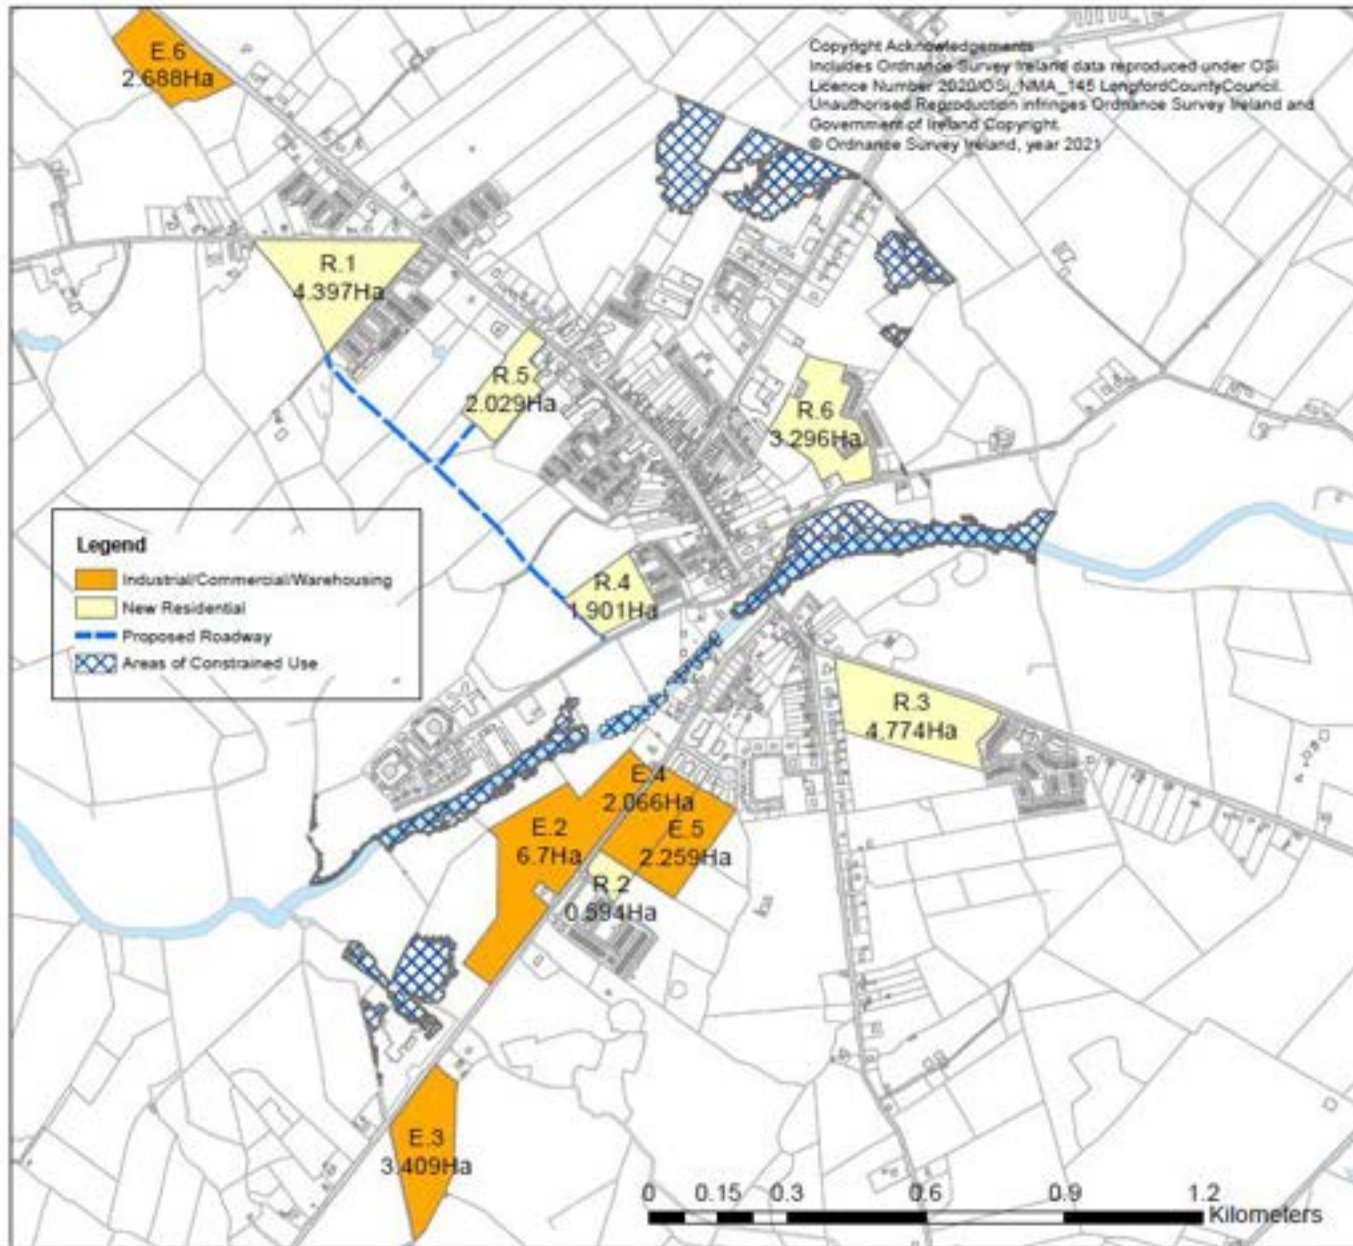 Copyright Acknowledgements
Includes Ordnance Survey Ireland data reproduced under OSi
Licence Number 2020/OSi_NMA_145 LongfordCountyCouncil.
Unauthorised Reproduction infringes Ordnance Survey Ireland and
Government of Ireland Copyright.
© Ordnance Survey Ireland, year 2021
E.6
2.688Ha
R.1
4.397Ha
R.5
2.029Ha
R.6
3.296Ha
Legend
Industrial/Commercial/Warehousing
New Residential
Proposed Roadway
Areas of Constrained Use
R.4
1.901Ha
R.3
4.774Ha
E.4
2.066Ha
E.2
6.7Ha
E.5
2.259Ha
R.2
0.594Ha
E.3
3.409Ha
0 0.15 0.3 0.6 0.9 1.2
Kilometers